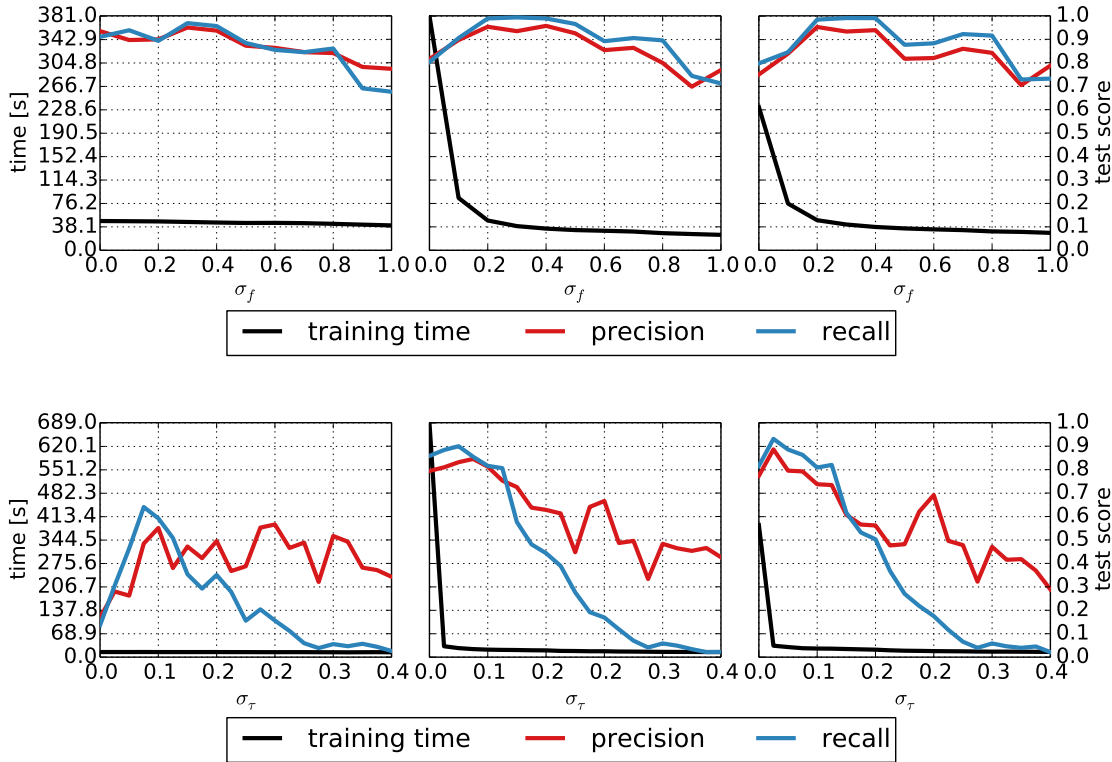 381.0
342.9
304.8
266.7
228.6
190.5
152.4
114.3
76.2
38.1
0.0
time [s]
0.0 0.2 0.4 0.6 0.8 1.0
σf
0.0 0.2 0.4 0.6 0.8 1.0
σf
0.0 0.2 0.4 0.6 0.8 1.0
σf
1.0
0.9
0.8
0.7
0.6
0.5
0.4
0.3
0.2
0.1
0.0
test score
training time precision recall
689.0
620.1
551.2
482.3
413.4
344.5
275.6
206.7
137.8
68.9
0.0
time [s]
0.0 0.1 0.2 0.2 0.3 0.4
στ
0.0 0.1 0.2 0.2 0.3 0.4
στ
0.0 0.1 0.2 0.2 0.3 0.4
στ
1.0
0.9
0.8
0.7
0.6
0.5
0.4
0.3
0.2
0.1
0.0
test score
training time precision recall